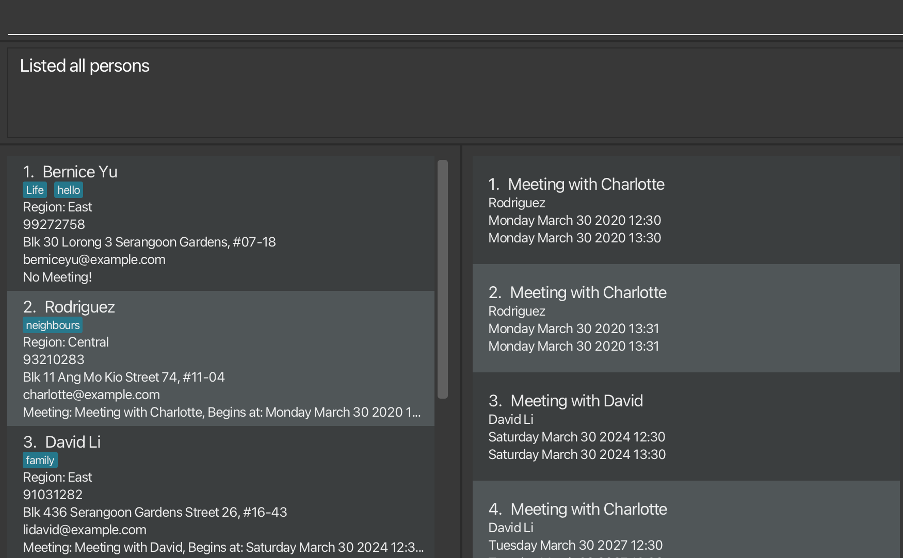 Listed all persons
1. Bernice Yu
Life hello
Region: East
99272758
Blk 30 Lorong 3 Serangoon Gardens, #07-18
berniceyu@example.com
No Meeting!
2. Rodriguez
neighbours
Region: Central
93210283
Blk 11 Ang Mo Kio Street 74, #11-04
charlotte@example.com
Meeting: Meeting with Charlotte, Begins at: Monday March 30 2020 1...
3. David Li
family
Region: East
91031282
Blk 436 Serangoon Gardens Street 26, #16-43
lidavid@example.com
Meeting: Meeting with David, Begins at: Saturday March 30 2024 12:3...
1. Meeting with Charlotte
Rodriguez
Monday March 30 2020 12:30
Monday March 30 2020 13:30
2. Meeting with Charlotte
Rodriguez
Monday March 30 2020 13:31
Monday March 30 2020 13:31
3. Meeting with David
David Li
Saturday March 30 2024 12:30
Saturday March 30 2024 13:30
4. Meeting with Charlotte
David Li
Tuesday March 30 2027 12:30